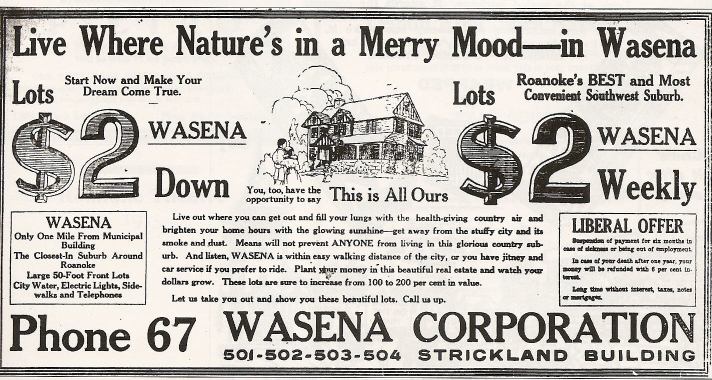 Live Where Nature's in a Merry Mood—in Wasena
Start Now and Make Your
Dream Come True.
Lots
$2
WASENA
Down
You, too, have the
opportunity to say
This is All Ours
Roanoke's BEST and Most
Convenient Southwest Suburb.
Lots
$2
WASENA
Weekly
WASENA
Only One Mile From Municipal
Building
The Closest-In Suburb Around
Roanoke
Large 50-Foot Front Lots
City Water, Electric Lights, Side-
walks and Telephones
Live out where you can get out and fill your lungs with the health-giving country air and
brighten your home hours with the glowing sunshine—get away from the stuffy city and its
smoke and dust. Means will not prevent ANYONE from living in this glorious country sub-
urb. And listen, WASENA is within easy walking distance of the city, or you have jitney and
car service if you prefer to ride. Plant your money in this beautiful real estate and watch your
dollars grow. These lots are sure to increase from 100 to 200 per cent in value.
Let us take you out and show you these beautiful lots. Call us up.
LIBERAL OFFER
Suspension of payment for six months in
case of sickness or being out of employment.
In case of your death after one year, your
money will be refunded with 6 per cent in-
terest.
Long time without interest, taxes, notes
or mortgages.
Phone 67
WASENA CORPORATION
501-502-503-504 STRICKLAND BUILDING